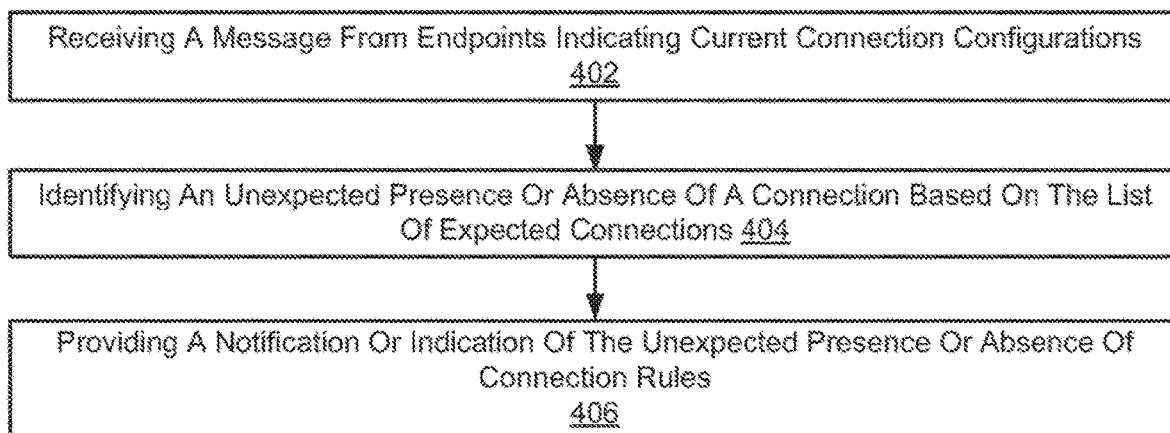 Receiving A Message From Endpoints Indicating Current Connection Configurations
402
Identifying An Unexpected Presence Or Absence Of A Connection Based On The List
Of Expected Connections 404
Providing A Notification Or Indication Of The Unexpected Presence Or Absence Of
Connection Rules
406